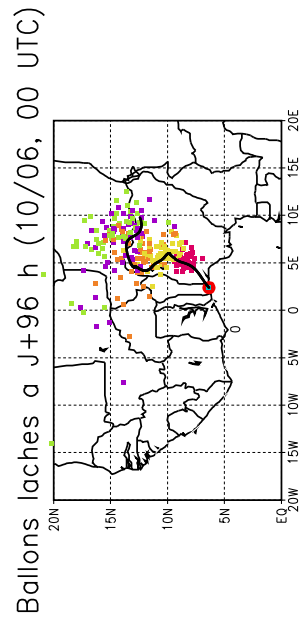 Ballons laches a J+96 h (10/06, 00 UTC)
20N
15N
10N
5N
EQ
20W 15W 10W 5W 0 5E 10E 15E 20E
0